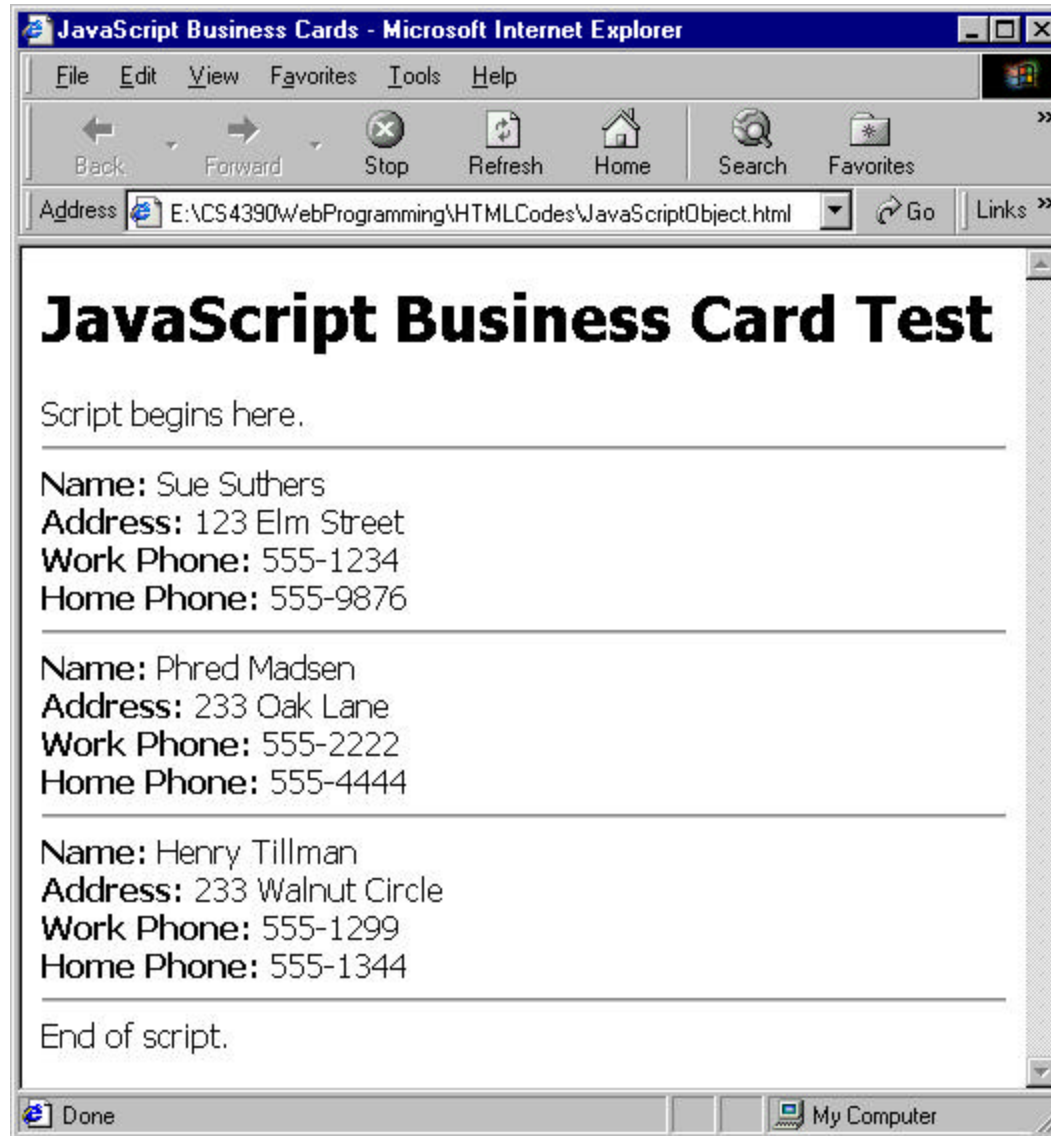 JavaScript Business Cards - Microsoft Internet Explorer
File Edit View Favorites Tools Help
Back Forward Stop Refresh Home Search Favorites »
Address E:\CS4390WebProgramming\HTMLCodes\JavaScriptObject.html Go Links »
JavaScript Business Card Test
Script begins here.
Name: Sue Suthers
Address: 123 Elm Street
Work Phone: 555-1234
Home Phone: 555-9876
Name: Phred Madsen
Address: 233 Oak Lane
Work Phone: 555-2222
Home Phone: 555-4444
Name: Henry Tillman
Address: 233 Walnut Circle
Work Phone: 555-1299
Home Phone: 555-1344
End of script.
Done My Computer